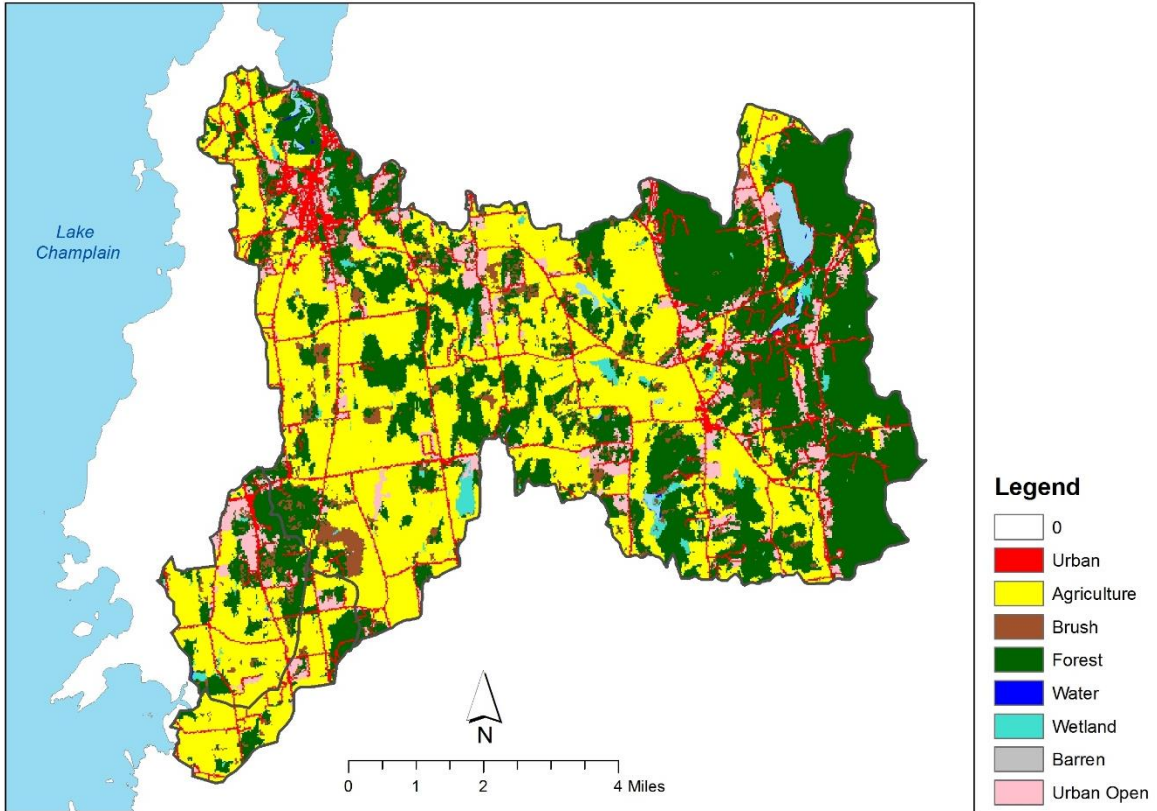 Lake
Champlain
N
0 1 2 4 Miles
Legend
0
Urban
Agriculture
Brush
Forest
Water
Wetland
Barren
Urban Open